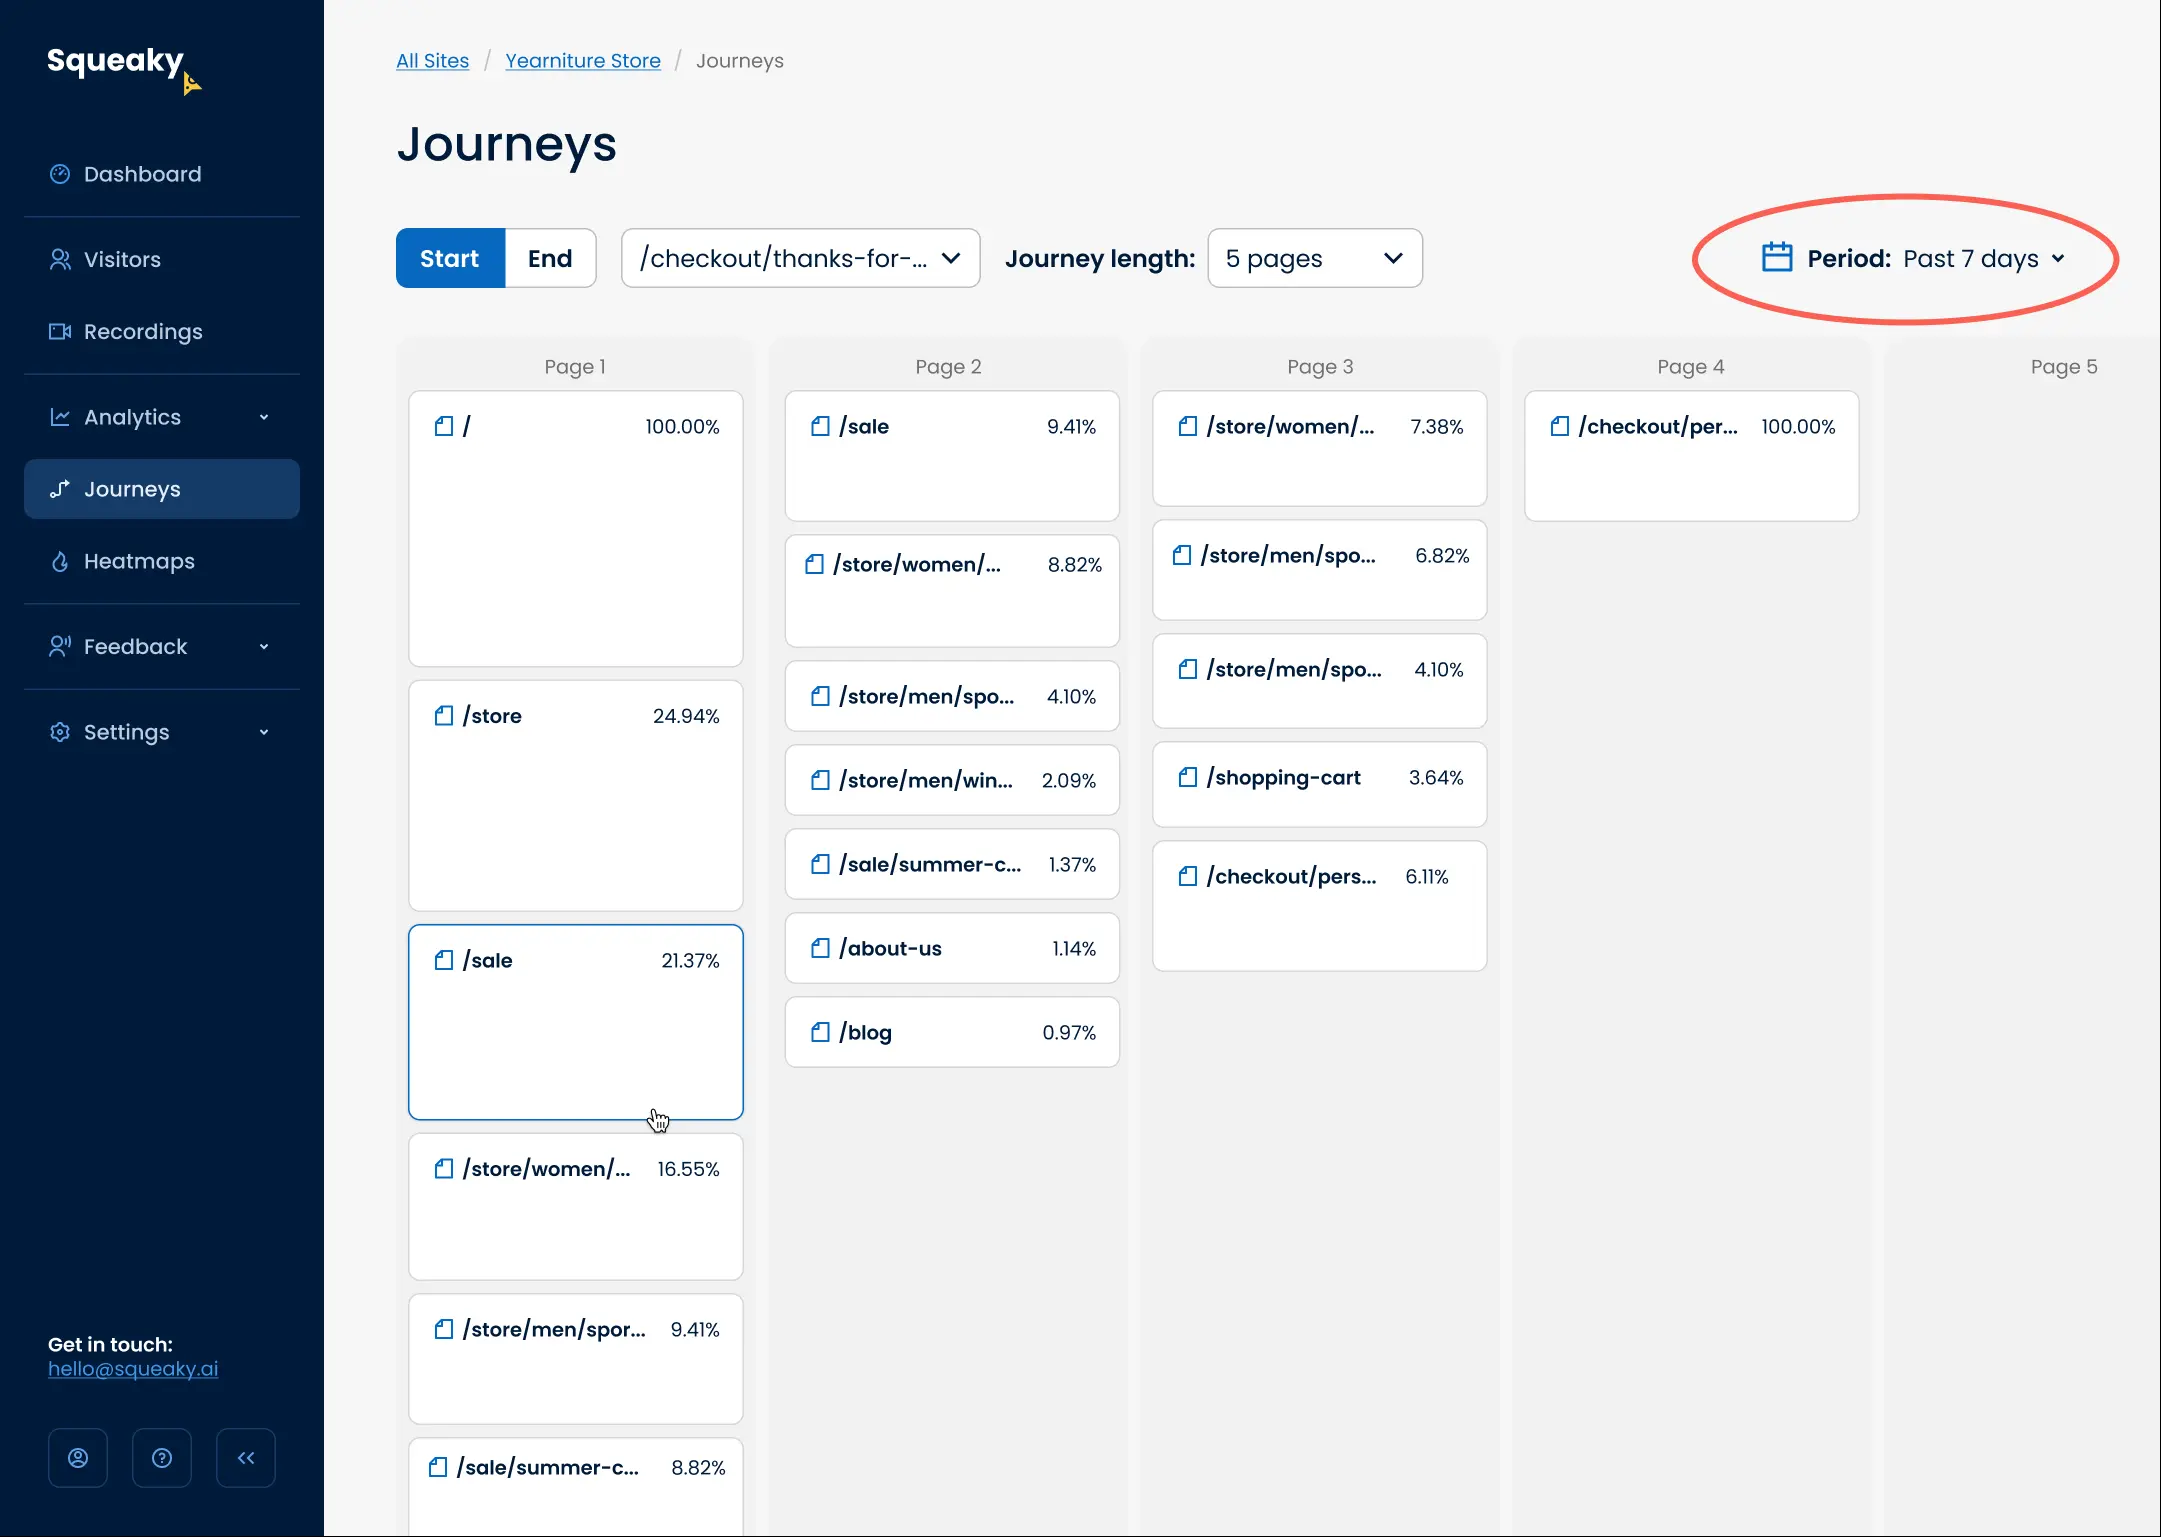 Squeaky
Dashboard
Visitors
Recordings
Analytics
Journeys
Heatmaps
Feedback
Settings
Get in touch:
hello@squeaky.ai
All Sites / Yearniture Store / Journeys
Journeys
Start End /checkout/thanks-for-... Journey length: 5 pages Period: Past 7 days
Page 1
/ 100.00%
/store 24.94%
/sale 21.37%
/store/women/... 16.55%
/store/men/spor... 9.41%
/sale/summer-c... 8.82%
Page 2
/sale 9.41%
/store/women/... 8.82%
/store/men/spo... 4.10%
/store/men/win... 2.09%
/sale/summer-c... 1.37%
/about-us 1.14%
/blog 0.97%
Page 3
/store/women/... 7.38%
/store/men/spo... 6.82%
/store/men/spo... 4.10%
/shopping-cart 3.64%
/checkout/pers... 6.11%
Page 4
/checkout/per... 100.00%
Page 5